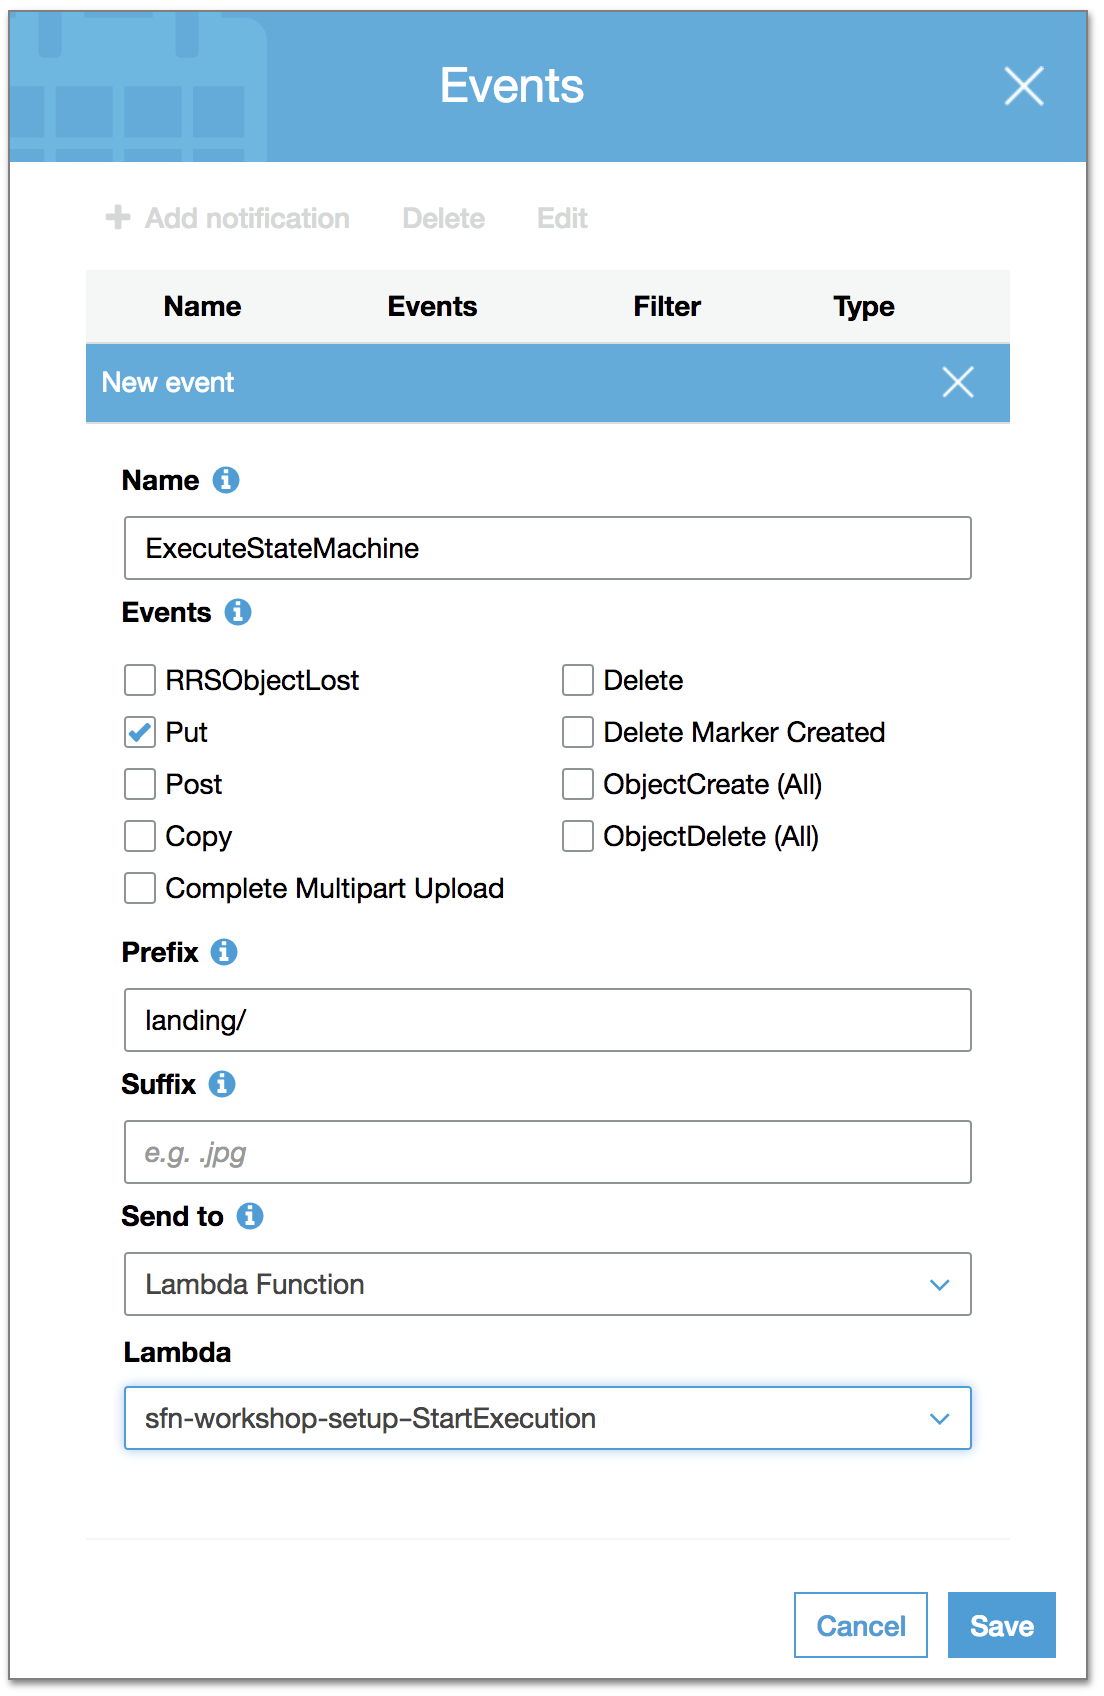 Events
Add notification Delete Edit
Name Events Filter Type
New event
Name
ExecuteStateMachine
Events
RRSObjectLost Delete
Put Delete Marker Created
Post ObjectCreate (All)
Copy ObjectDelete (All)
Complete Multipart Upload
Prefix
landing/
Suffix
e.g. .jpg
Send to
Lambda Function
Lambda
sfn-workshop-setup-StartExecution
Cancel Save